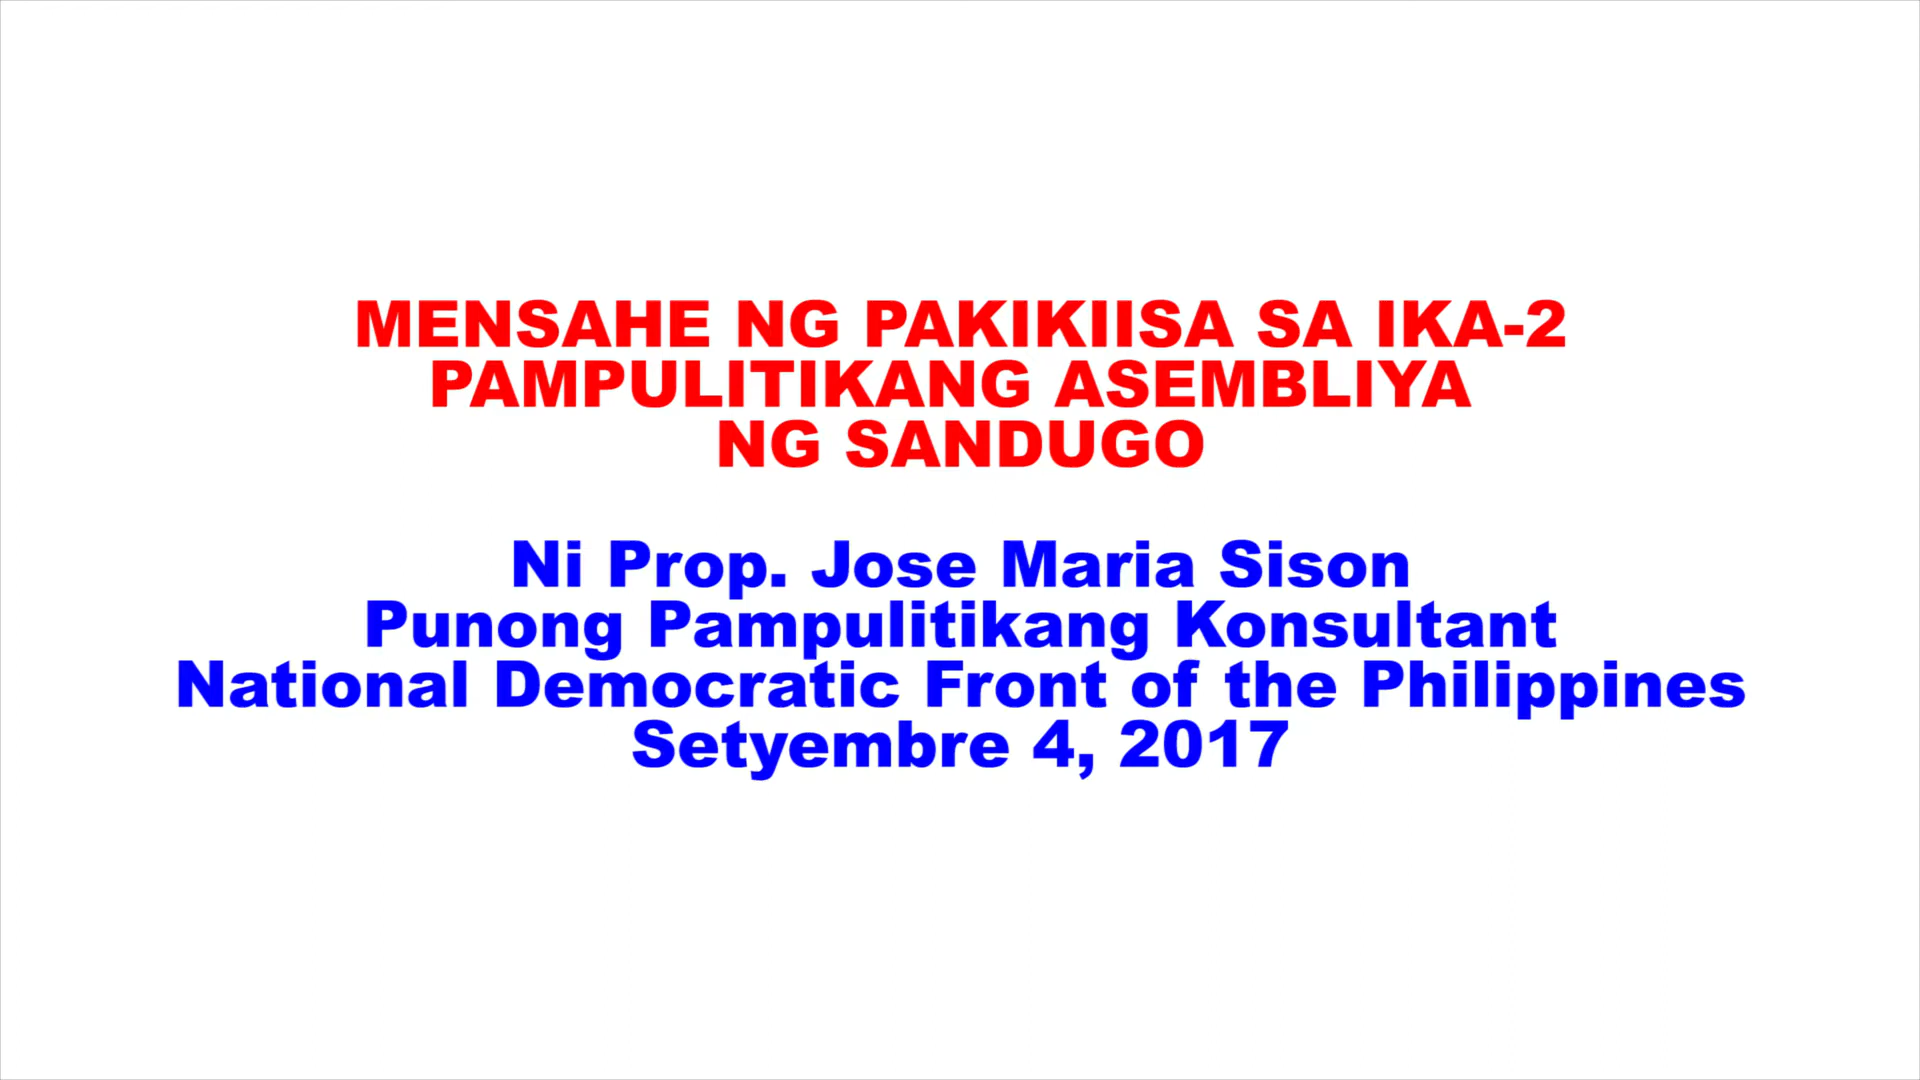 MENSAHE NG PAKIKIISA SA IKA-2
PAMPULITIKANG ASEMBLIYA
NG SANDUGO
Ni Prop. Jose Maria Sison
Punong Pampulitikang Konsultant
National Democratic Front of the Philippines
Setyembre 4, 2017